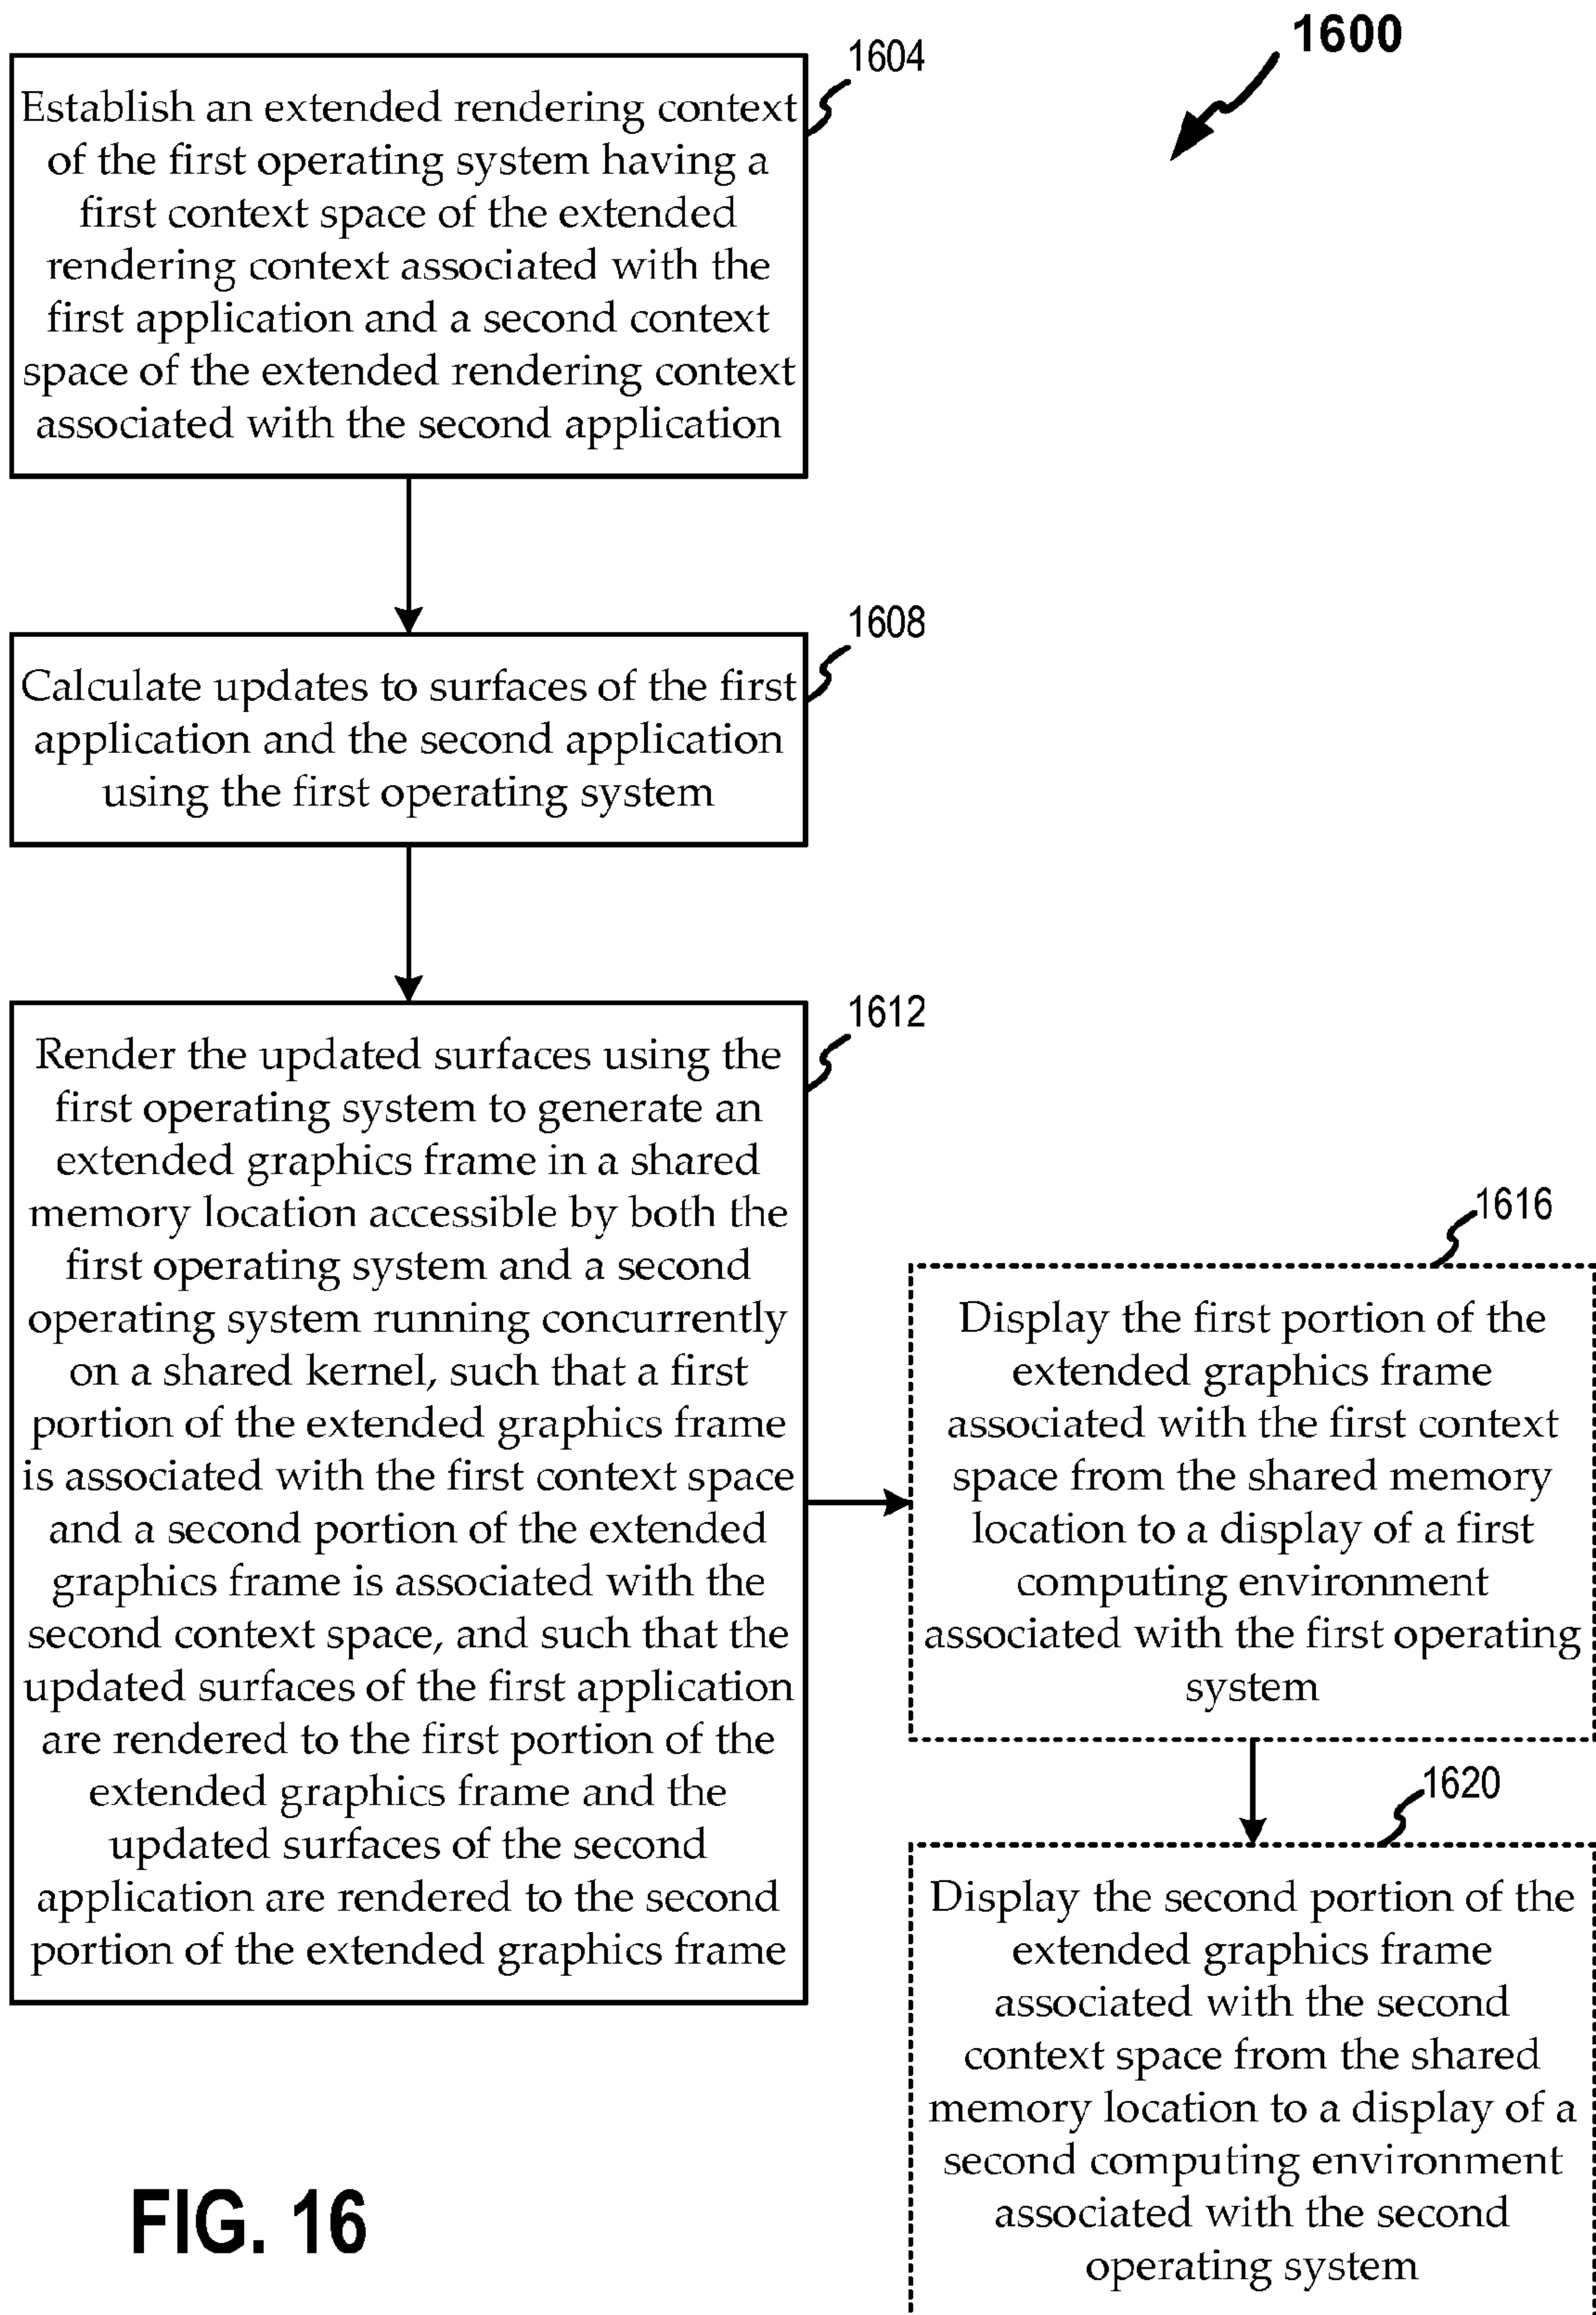 1600
1604
Establish an extended rendering context
of the first operating system having a
first context space of the extended
rendering context associated with the
first application and a second context
space of the extended rendering context
associated with the second application
1608
Calculate updates to surfaces of the first
application and the second application
using the first operating system
1612
Render the updated surfaces using the
first operating system to generate an
extended graphics frame in a shared
memory location accessible by both the
first operating system and a second
operating system running concurrently
on a shared kernel, such that a first
portion of the extended graphics frame
is associated with the first context space
and a second portion of the extended
graphics frame is associated with the
second context space, and such that the
updated surfaces of the first application
are rendered to the first portion of the
extended graphics frame and the
updated surfaces of the second
application are rendered to the second
portion of the extended graphics frame
1616
Display the first portion of the
extended graphics frame
associated with the first context
space from the shared memory
location to a display of a first
computing environment
associated with the first operating
system
1620
Display the second portion of the
extended graphics frame
associated with the second
context space from the shared
memory location to a display of a
second computing environment
associated with the second
operating system
FIG. 16